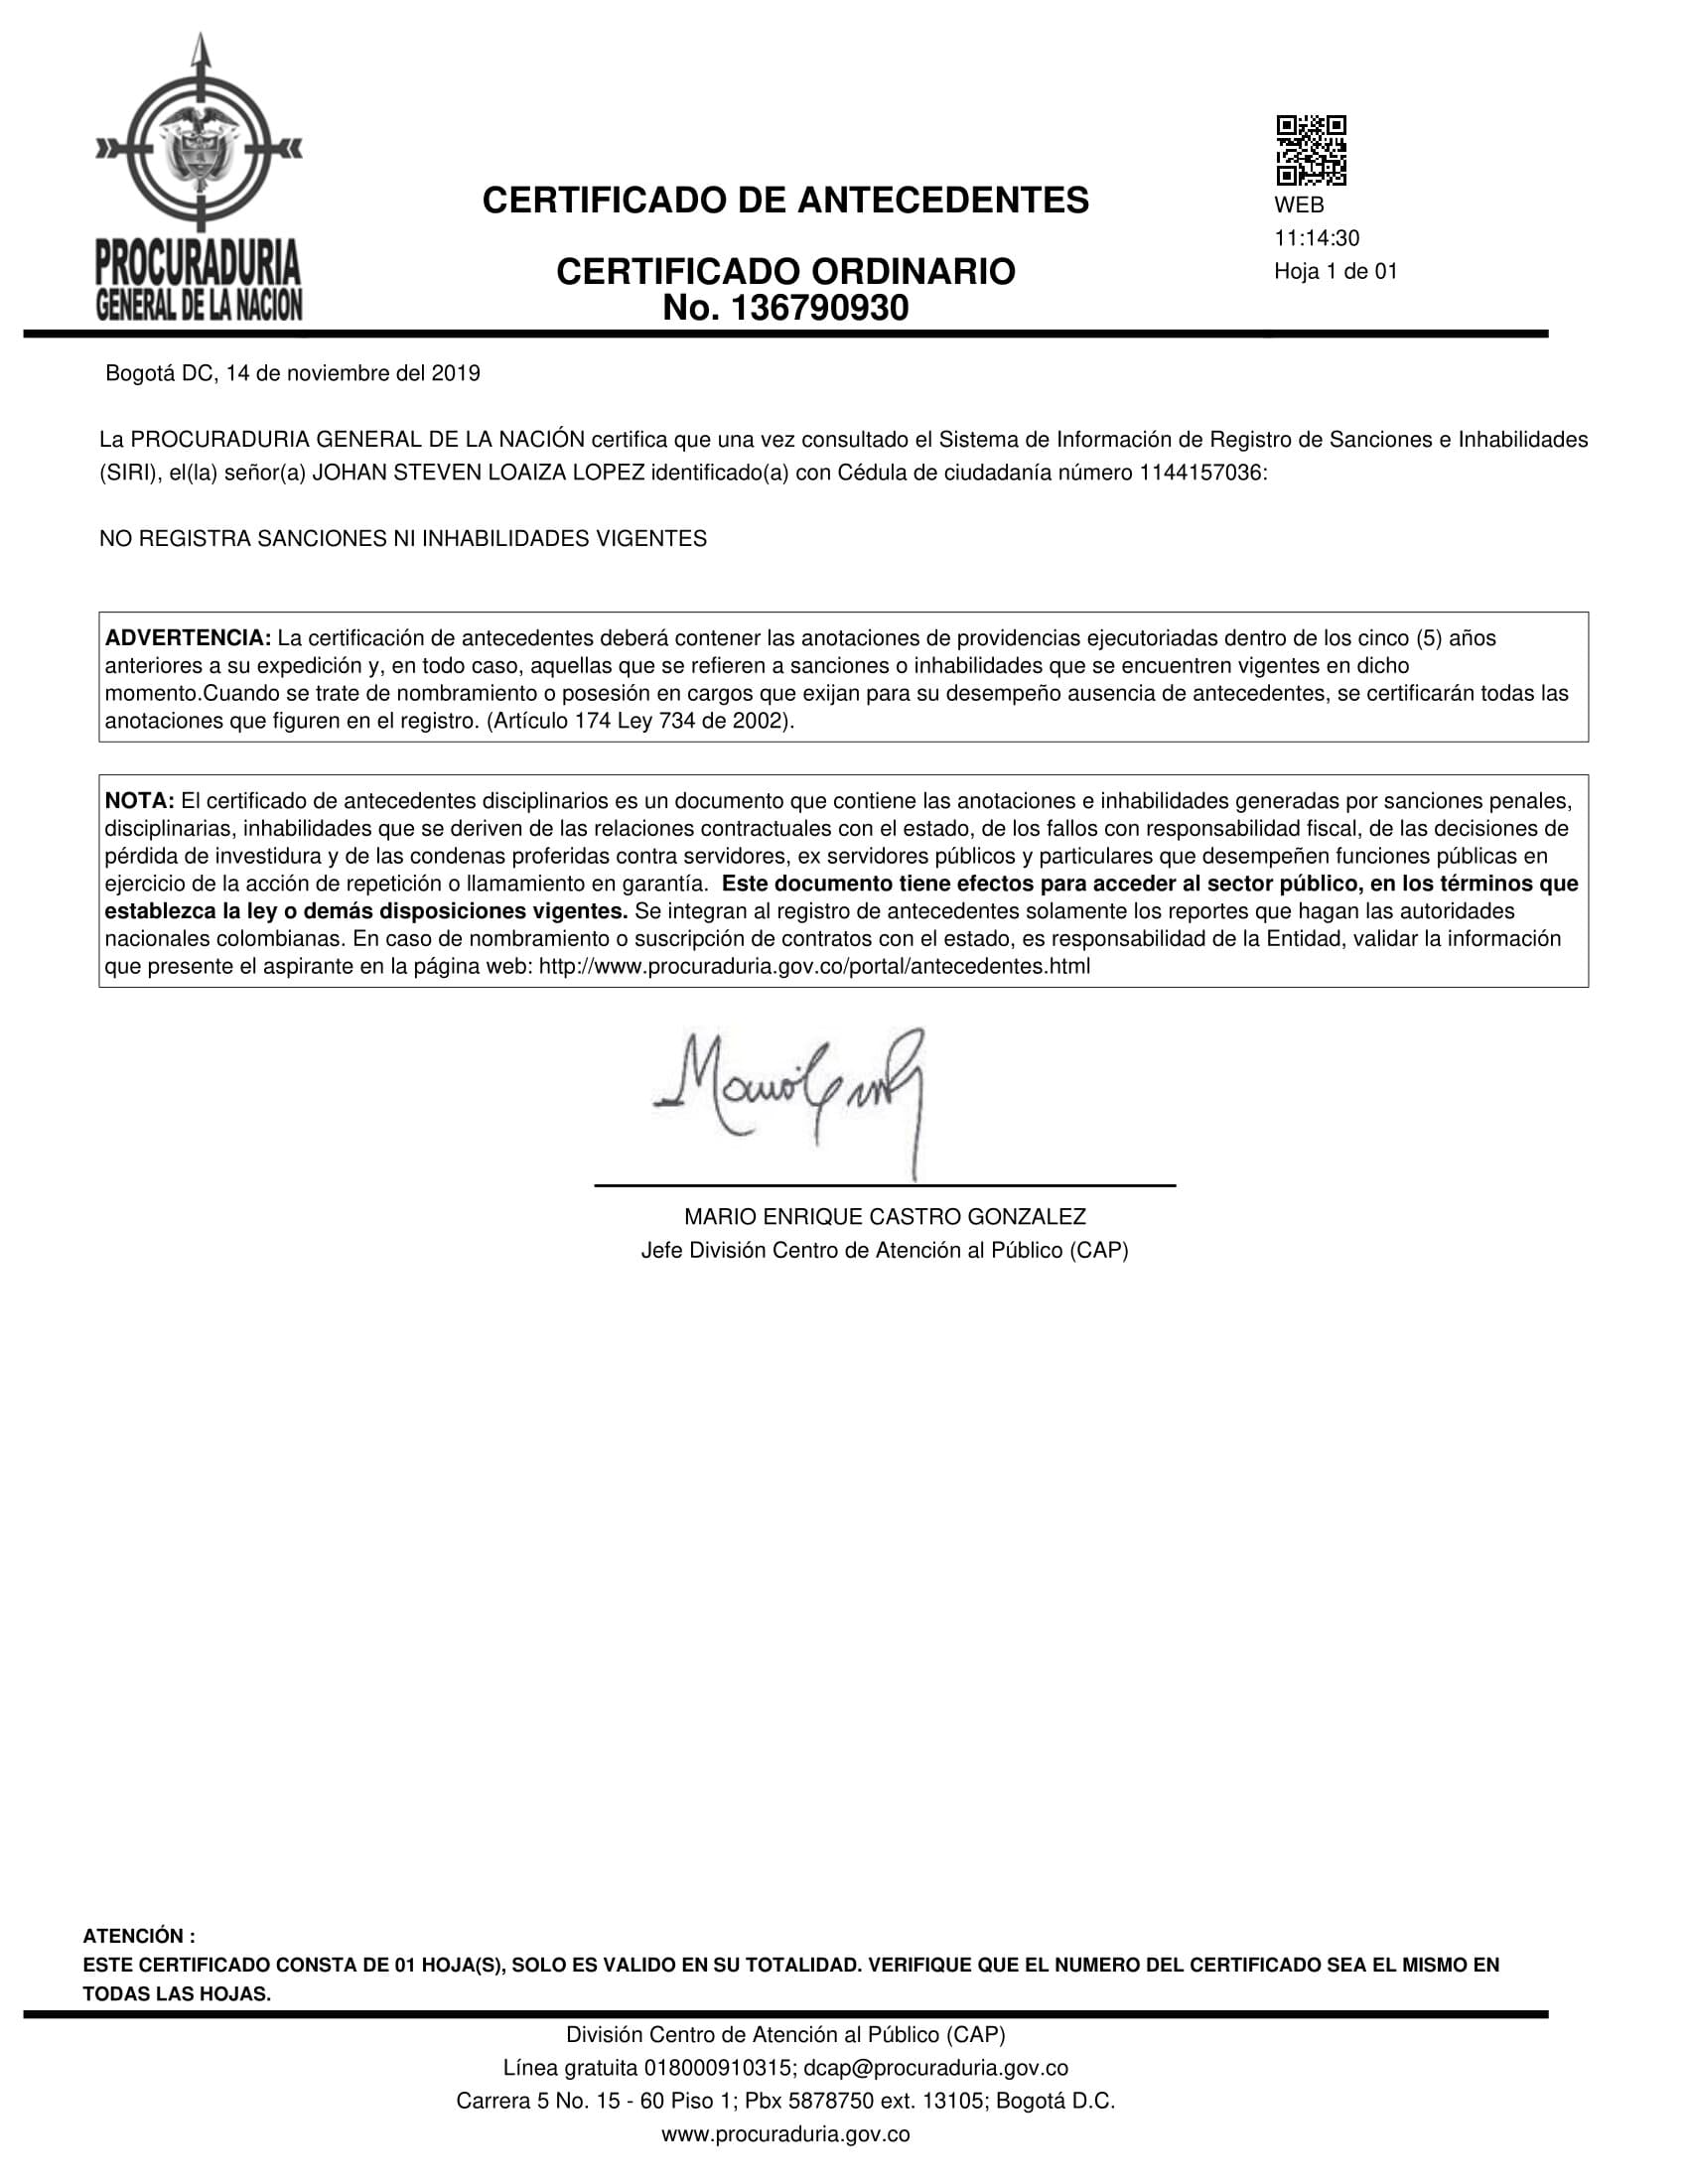 PROCURADURIA
GENERAL DE LA NACION
CERTIFICADO DE ANTECEDENTES
CERTIFICADO ORDINARIO
No. 136790930
WEB
11:14:30
Hoja 1 de 01
Bogotá DC, 14 de noviembre del 2019
La PROCURADURIA GENERAL DE LA NACIÓN certifica que una vez consultado el Sistema de Información de Registro de Sanciones e Inhabilidades
(SIRI), el(la) señor(a) JOHAN STEVEN LOAIZA LOPEZ identificado(a) con Cédula de ciudadanía número 1144157036:
NO REGISTRA SANCIONES NI INHABILIDADES VIGENTES
ADVERTENCIA: La certificación de antecedentes deberá contener las anotaciones de providencias ejecutoriadas dentro de los cinco (5) años
anteriores a su expedición y, en todo caso, aquellas que se refieren a sanciones o inhabilidades que se encuentren vigentes en dicho
momento.Cuando se trate de nombramiento o posesión en cargos que exijan para su desempeño ausencia de antecedentes, se certificarán todas las
anotaciones que figuren en el registro. (Artículo 174 Ley 734 de 2002).
NOTA: El certificado de antecedentes disciplinarios es un documento que contiene las anotaciones e inhabilidades generadas por sanciones penales,
disciplinarias, inhabilidades que se deriven de las relaciones contractuales con el estado, de los fallos con responsabilidad fiscal, de las decisiones de
pérdida de investidura y de las condenas proferidas contra servidores, ex servidores públicos y particulares que desempeñen funciones públicas en
ejercicio de la acción de repetición o llamamiento en garantía. Este documento tiene efectos para acceder al sector público, en los términos que
establezca la ley o demás disposiciones vigentes. Se integran al registro de antecedentes solamente los reportes que hagan las autoridades
nacionales colombianas. En caso de nombramiento o suscripción de contratos con el estado, es responsabilidad de la Entidad, validar la información
que presente el aspirante en la página web: http://www.procuraduria.gov.co/portal/antecedentes.html
MARIO ENRIQUE CASTRO GONZALEZ
Jefe División Centro de Atención al Público (CAP)
ATENCIÓN :
ESTE CERTIFICADO CONSTA DE 01 HOJA(S), SOLO ES VALIDO EN SU TOTALIDAD. VERIFIQUE QUE EL NUMERO DEL CERTIFICADO SEA EL MISMO EN
TODAS LAS HOJAS.
División Centro de Atención al Público (CAP)
Línea gratuita 018000910315; dcap@procuraduria.gov.co
Carrera 5 No. 15 - 60 Piso 1; Pbx 5878750 ext. 13105; Bogotá D.C.
www.procuraduria.gov.co